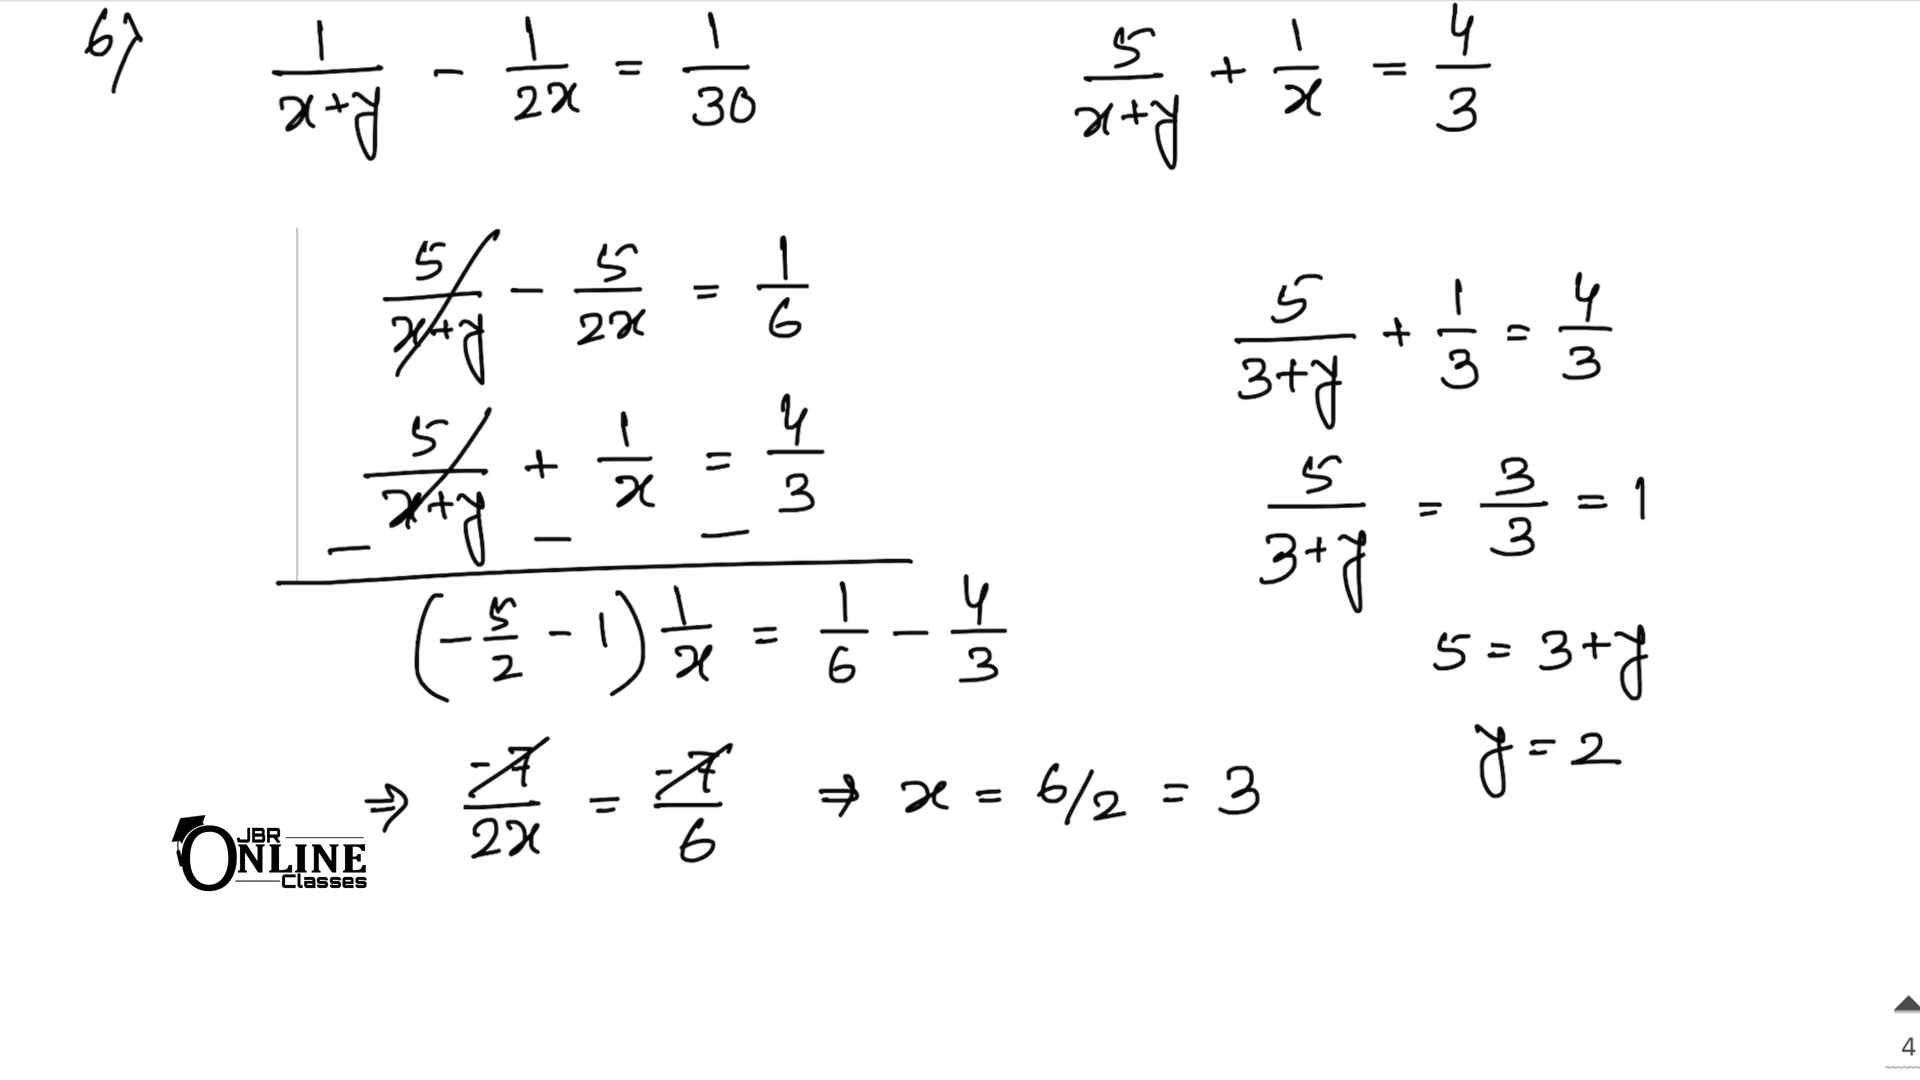 6) 1/(x+y) - 1/(2x) = 1/30
5/(x+y) + 1/x = 4/3
5/(x+y) - 5/(2x) = 1/6
5/(x+y) + 1/x = 4/3
- - -
(-5/2 - 1) 1/x = 1/6 - 4/3
⇒ -7/(2x) = -7/6 ⇒ x = 6/2 = 3
5/(3+y) + 1/3 = 4/3
5/(3+y) = 3/3 = 1
5 = 3+y
y = 2
JBR
ONLINE
Classes
4